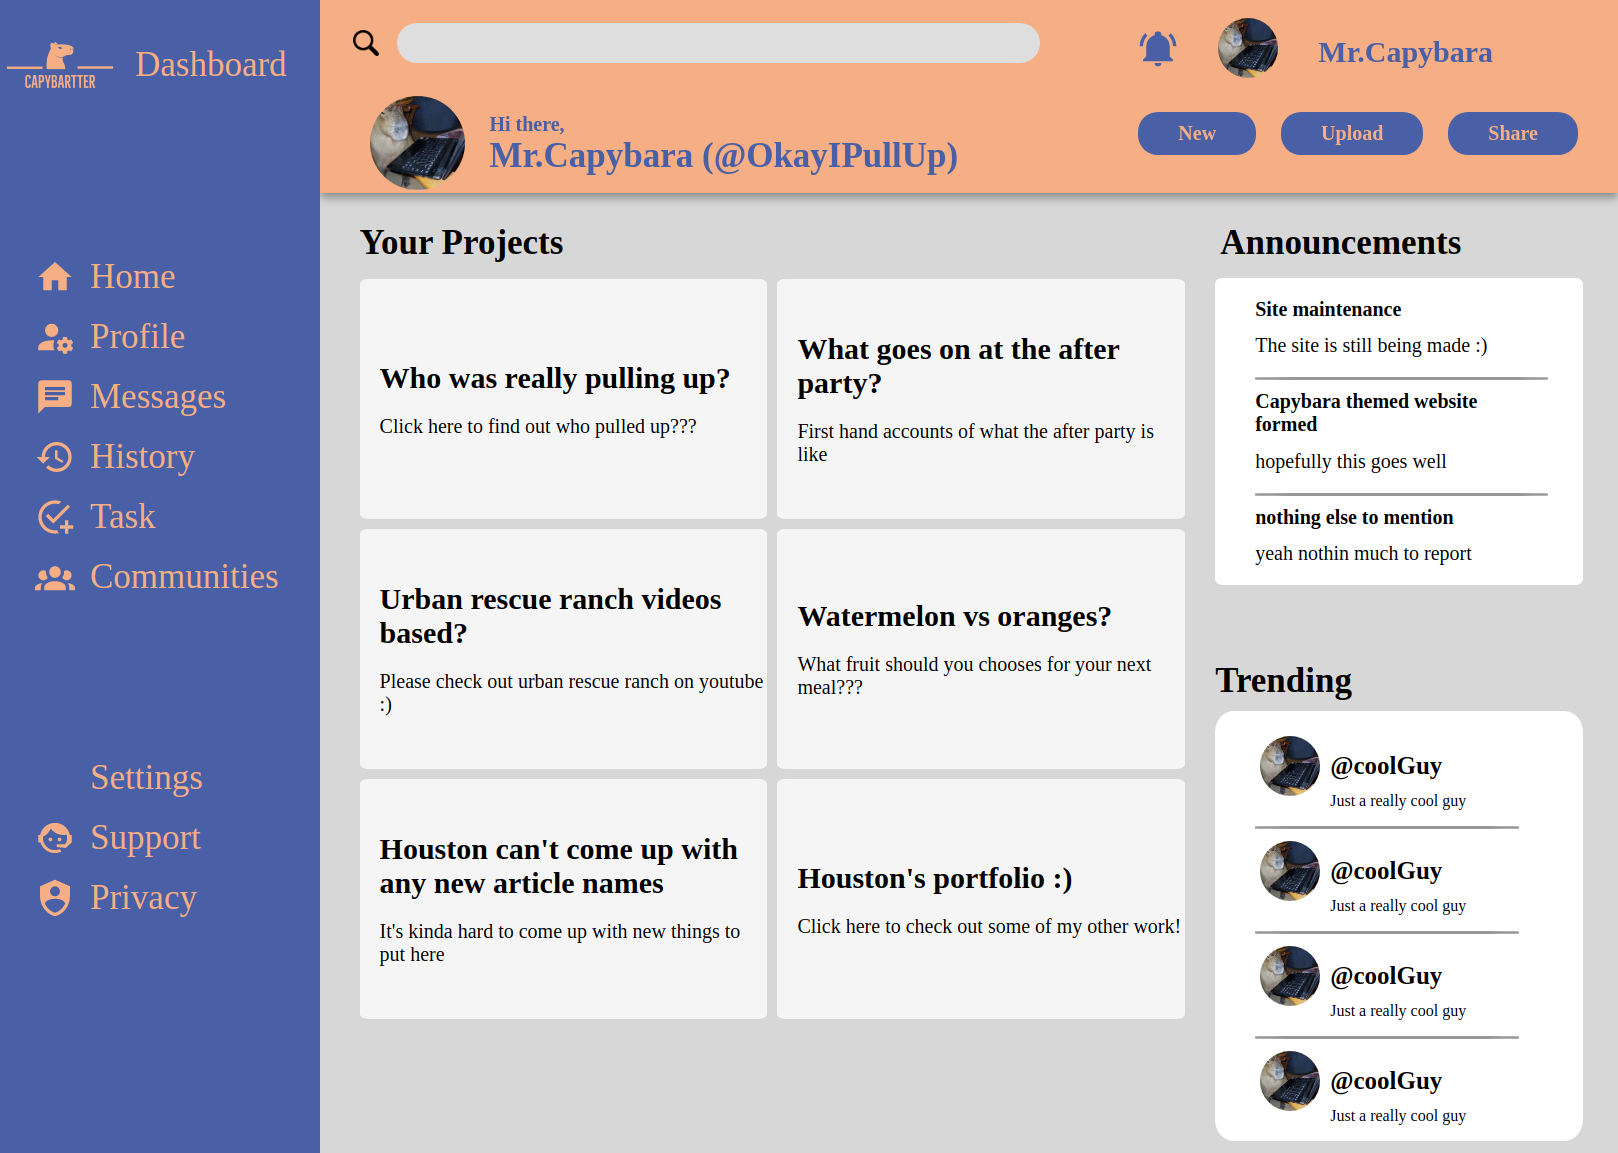 CAPYBARTTER
Dashboard
Home
Profile
Messages
History
Task
Communities
Settings
Support
Privacy
Mr.Capybara
Hi there,
Mr.Capybara (@OkayIPullUp)
New
Upload
Share
Your Projects
Who was really pulling up?
Click here to find out who pulled up???
What goes on at the after
party?
First hand accounts of what the after party is
like
Urban rescue ranch videos
based?
Please check out urban rescue ranch on youtube
:)
Watermelon vs oranges?
What fruit should you chooses for your next
meal???
Houston can't come up with
any new article names
It's kinda hard to come up with new things to
put here
Houston's portfolio :)
Click here to check out some of my other work!
Announcements
Site maintenance
The site is still being made :)
Capybara themed website
formed
hopefully this goes well
nothing else to mention
yeah nothin much to report
Trending
@coolGuy
Just a really cool guy
@coolGuy
Just a really cool guy
@coolGuy
Just a really cool guy
@coolGuy
Just a really cool guy